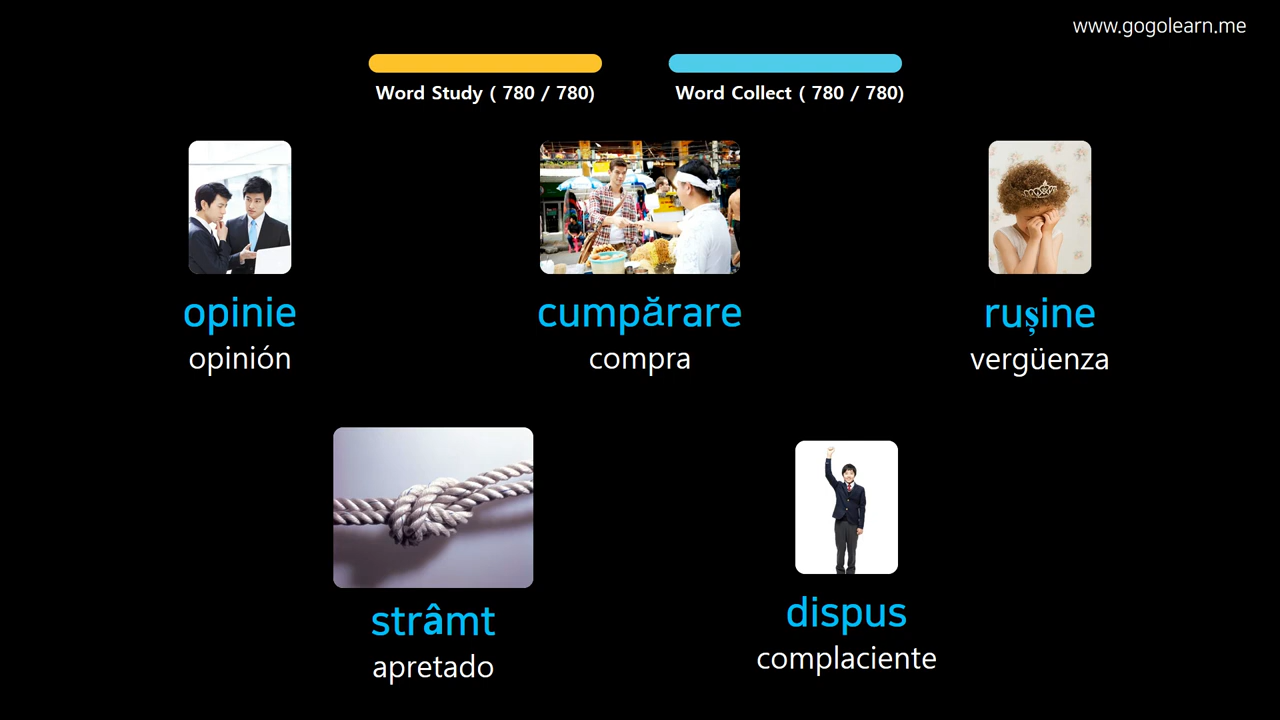 www.gogolearn.me
Word Study ( 780 / 780)
Word Collect ( 780 / 780)
opinie
opinión
cumpărare
compra
rușine
vergüenza
strâmt
apretado
dispus
complaciente